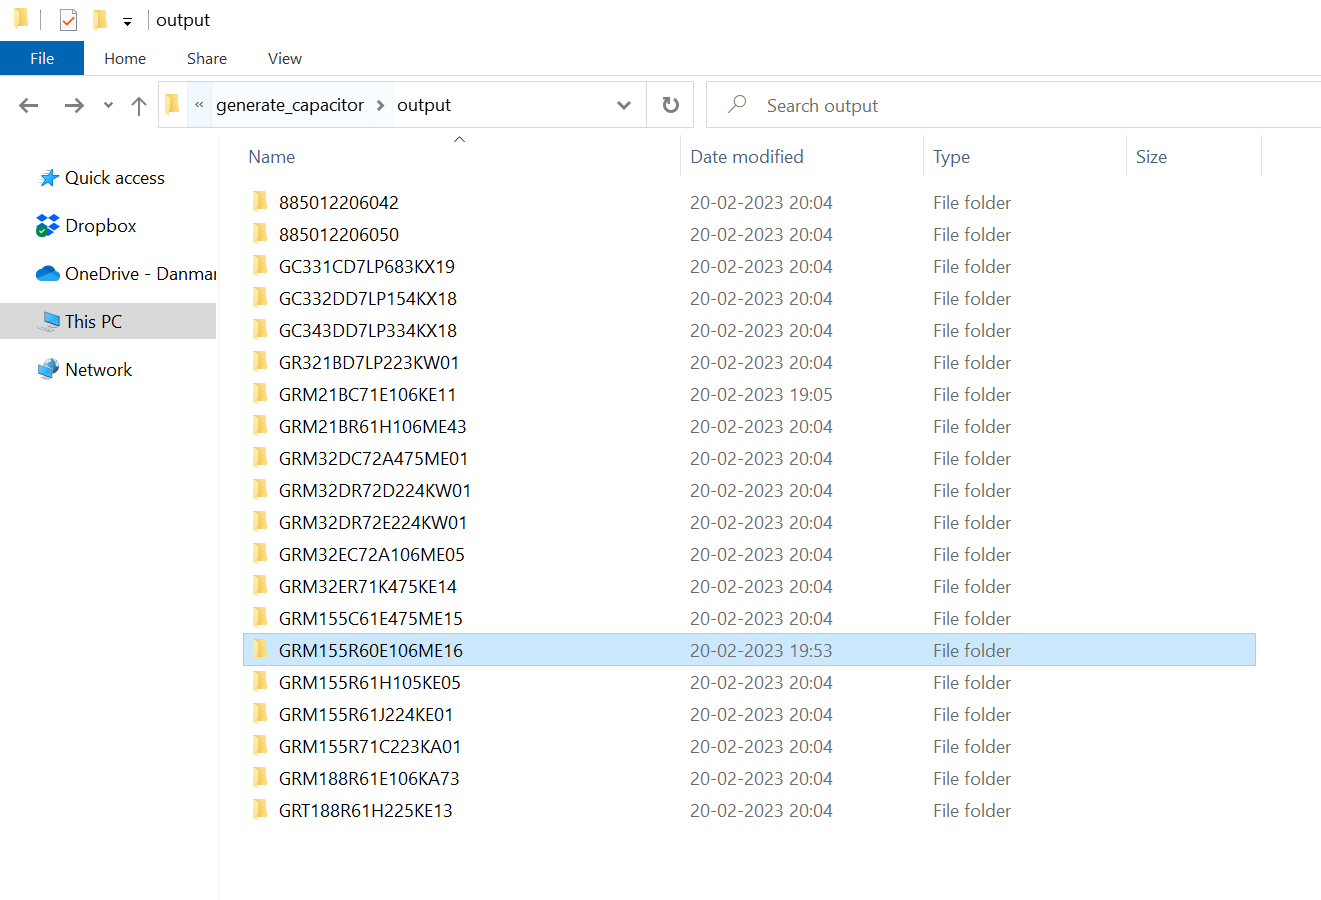 output
File Home Share View
« generate_capacitor output Search output
Name Date modified Type Size
Quick access
Dropbox
OneDrive - Danmar
This PC
Network
885012206042 20-02-2023 20:04 File folder
885012206050 20-02-2023 20:04 File folder
GC331CD7LP683KX19 20-02-2023 20:04 File folder
GC332DD7LP154KX18 20-02-2023 20:04 File folder
GC343DD7LP334KX18 20-02-2023 20:04 File folder
GR321BD7LP223KW01 20-02-2023 20:04 File folder
GRM21BC71E106KE11 20-02-2023 19:05 File folder
GRM21BR61H106ME43 20-02-2023 20:04 File folder
GRM32DC72A475ME01 20-02-2023 20:04 File folder
GRM32DR72D224KW01 20-02-2023 20:04 File folder
GRM32DR72E224KW01 20-02-2023 20:04 File folder
GRM32EC72A106ME05 20-02-2023 20:04 File folder
GRM32ER71K475KE14 20-02-2023 20:04 File folder
GRM155C61E475ME15 20-02-2023 20:04 File folder
GRM155R60E106ME16 20-02-2023 19:53 File folder
GRM155R61H105KE05 20-02-2023 20:04 File folder
GRM155R61J224KE01 20-02-2023 20:04 File folder
GRM155R71C223KA01 20-02-2023 20:04 File folder
GRM188R61E106KA73 20-02-2023 20:04 File folder
GRT188R61H225KE13 20-02-2023 20:04 File folder